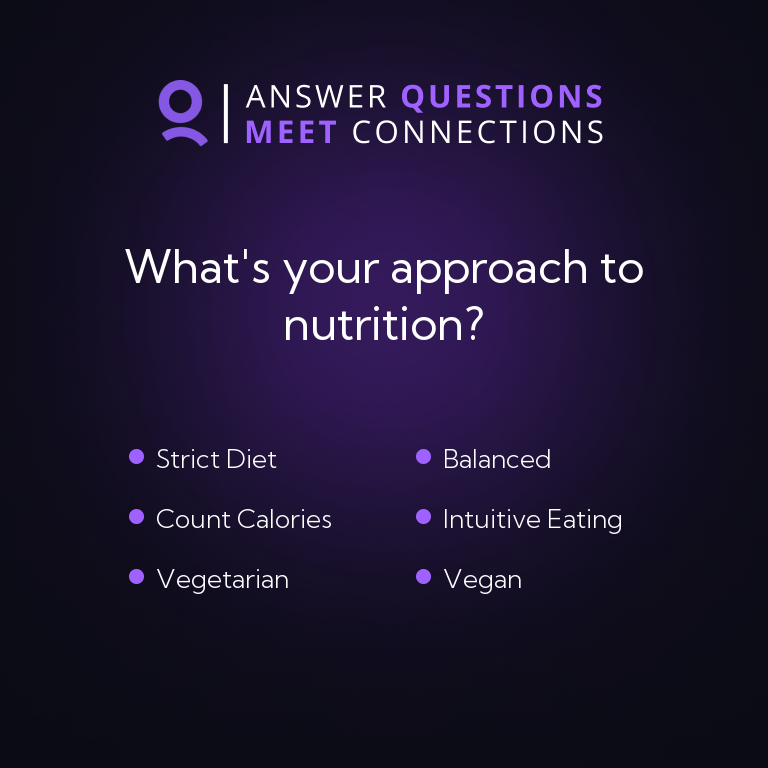 ANSWER QUESTIONS
MEET CONNECTIONS
What's your approach to
nutrition?
Strict Diet
Balanced
Count Calories
Intuitive Eating
Vegetarian
Vegan